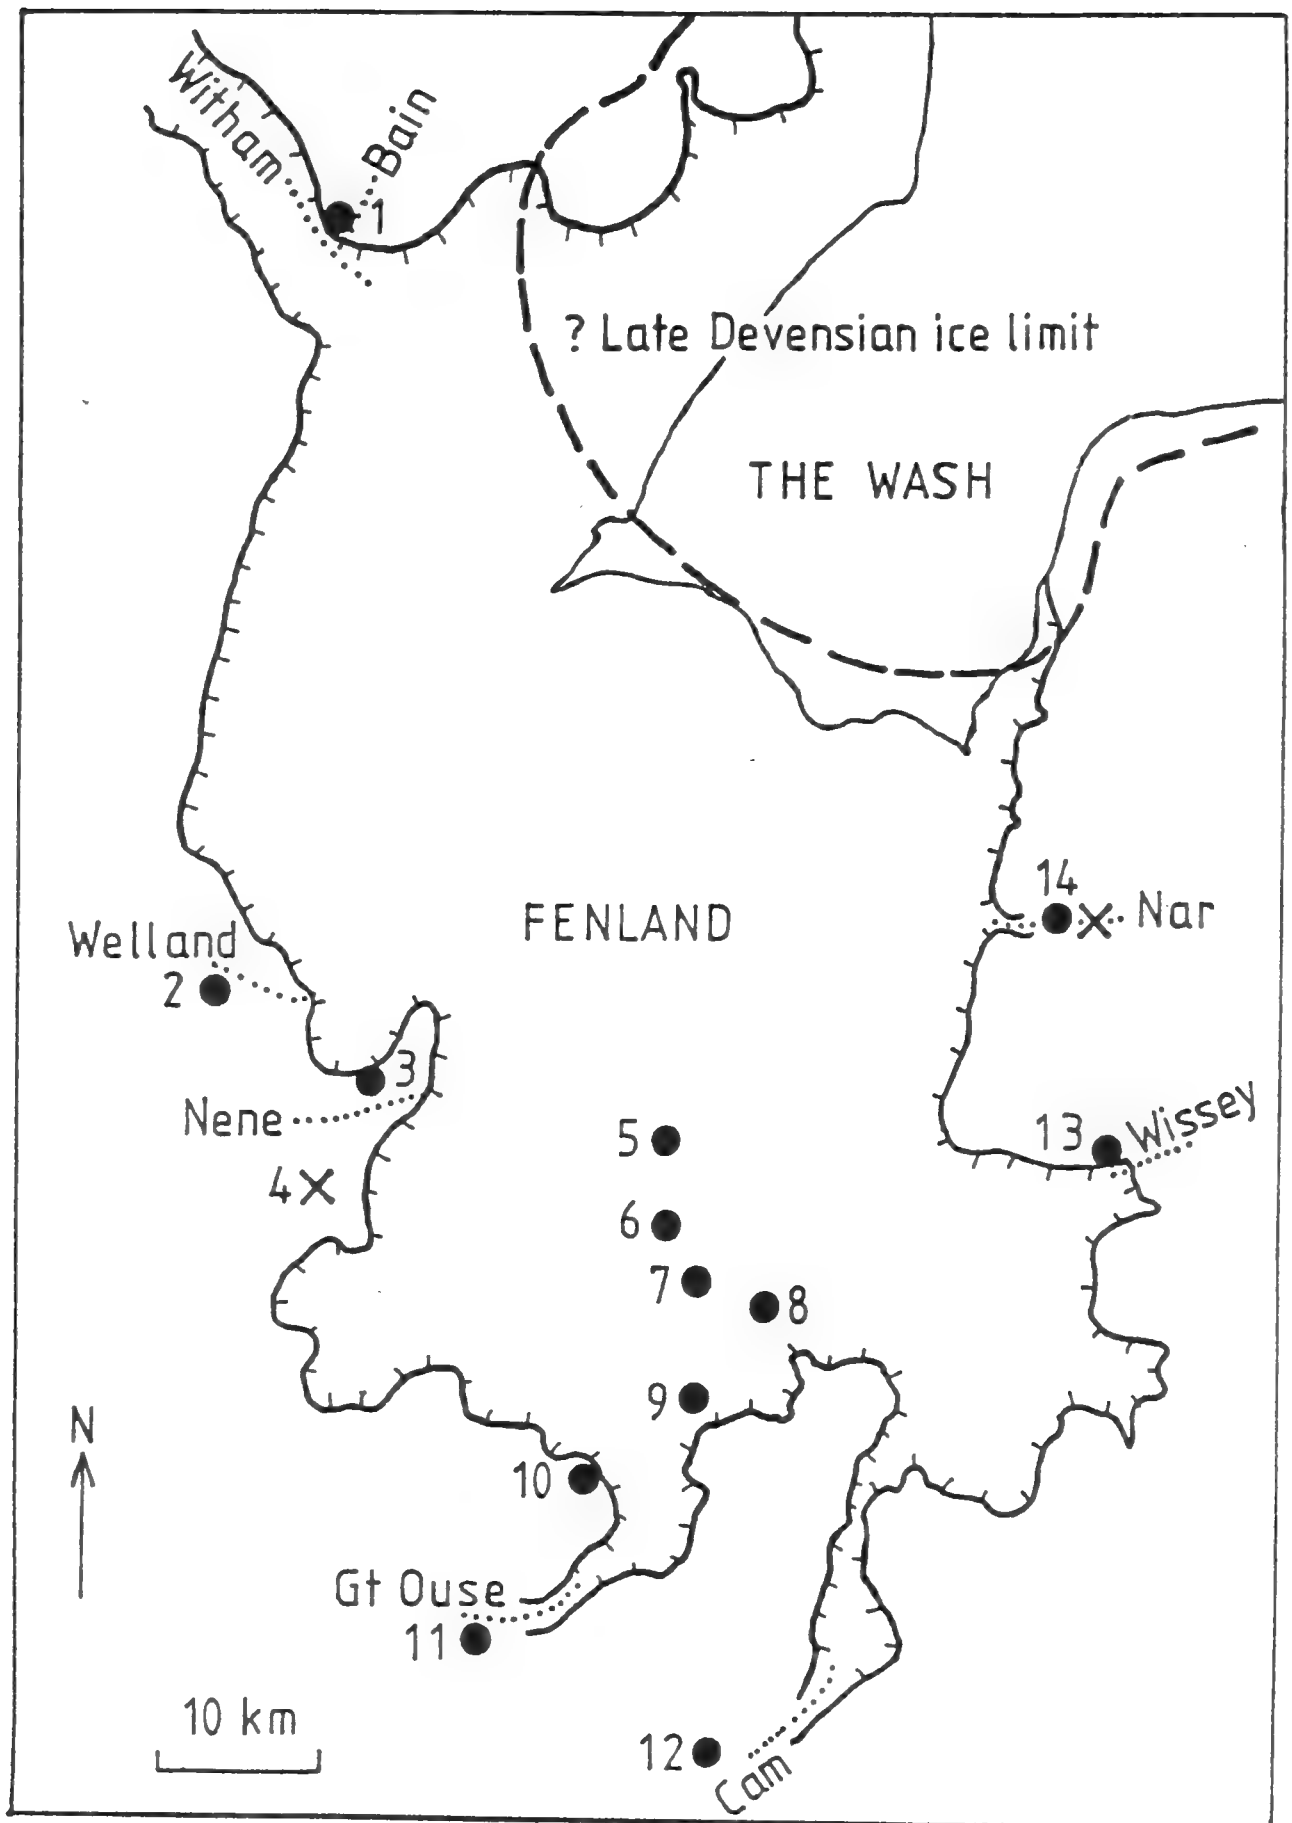 Witham
Bain
1
? Late Devensian ice limit
THE WASH
14
Nar
FENLAND
Welland
2
3
Nene
13
Wissey
5
4
6
7
8
9
N
10
Gt Ouse
11
10 km
12
Cam